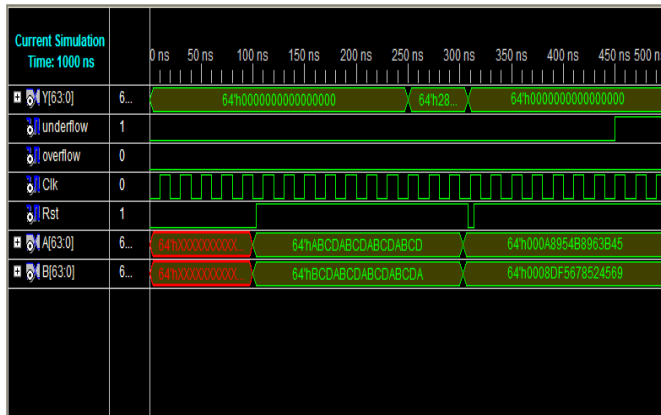 Current Simulation
Time: 1000 ns
0 ns 50 ns 100 ns 150 ns 200 ns 250 ns 300 ns 350 ns 400 ns 450 ns 500 n
Y[63:0] 6... 64'h0000000000000000 64'h28... 64'h0000000000000000
underflow 1
overflow 0
Clk 0
Rst 1
A[63:0] 6... 64'hXXXXXXXXXX... 64'hABCDABCDABCDABCD 64'h000A8954B8963B45
B[63:0] 6... 64'hXXXXXXXXXX... 64'hBCDABCDABCDABCDA 64'h0008DF5678524569